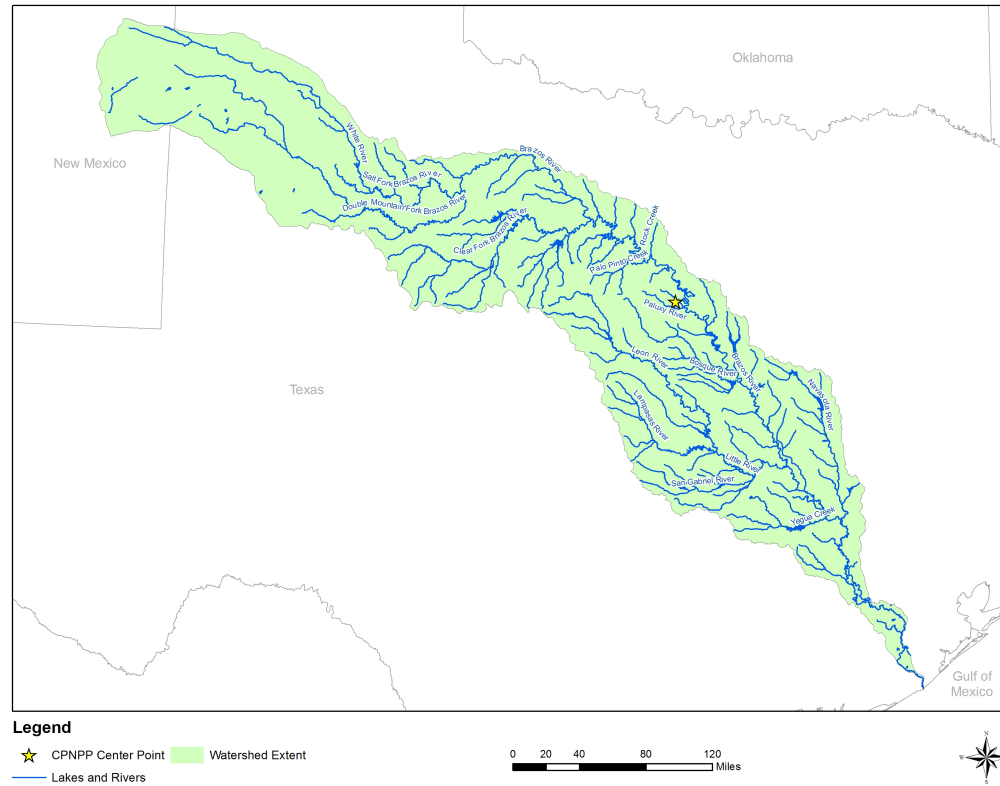 Oklahoma
New Mexico
White River
Brazos River
Salt Fork Brazos River
Double Mountain Fork Brazos River
Clear Fork Brazos River
Rock Creek
Palo Pinto Creek
Paluxy River
Leon River
Bosque River
Brazos River
Navasota River
Texas
Lampasas River
Little River
San Gabriel River
Yegua Creek
Gulf of
Mexico
Legend
CPNPP Center Point
Watershed Extent
Lakes and Rivers
0 20 40 80 120
Miles
N
W
E
S